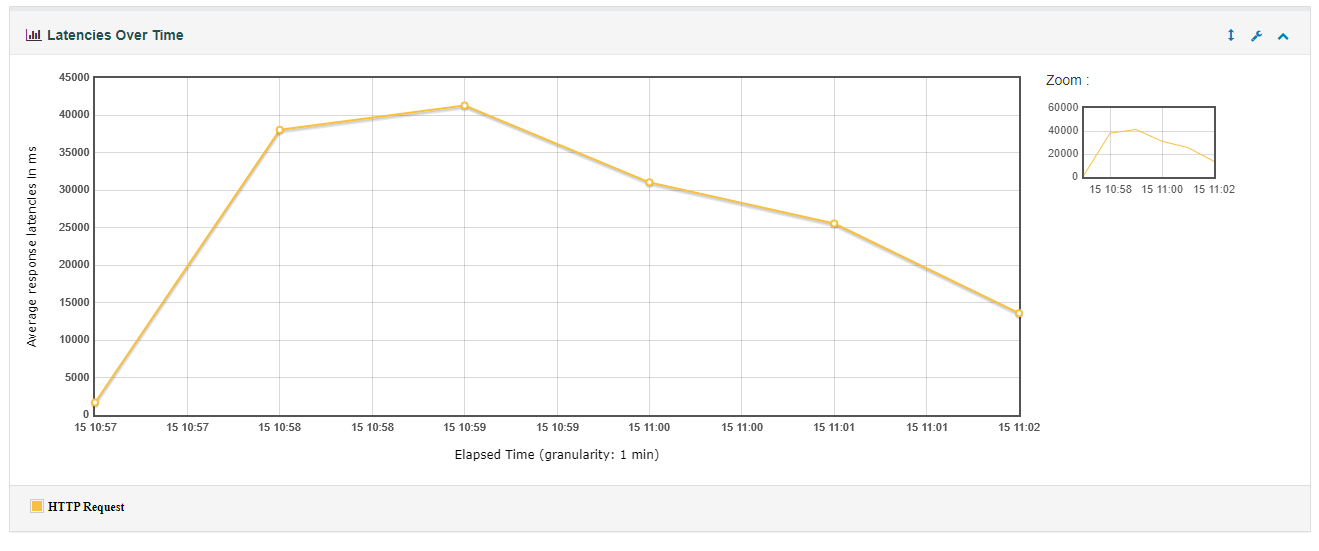 Latencies Over Time
Zoom :
45000
40000
35000
30000
25000
20000
15000
10000
5000
0
Average response latencies in ms
15 10:57 15 10:57 15 10:58 15 10:58 15 10:59 15 10:59 15 11:00 15 11:00 15 11:01 15 11:01 15 11:02
Elapsed Time (granularity: 1 min)
60000
40000
20000
0
15 10:58 15 11:00 15 11:02
HTTP Request